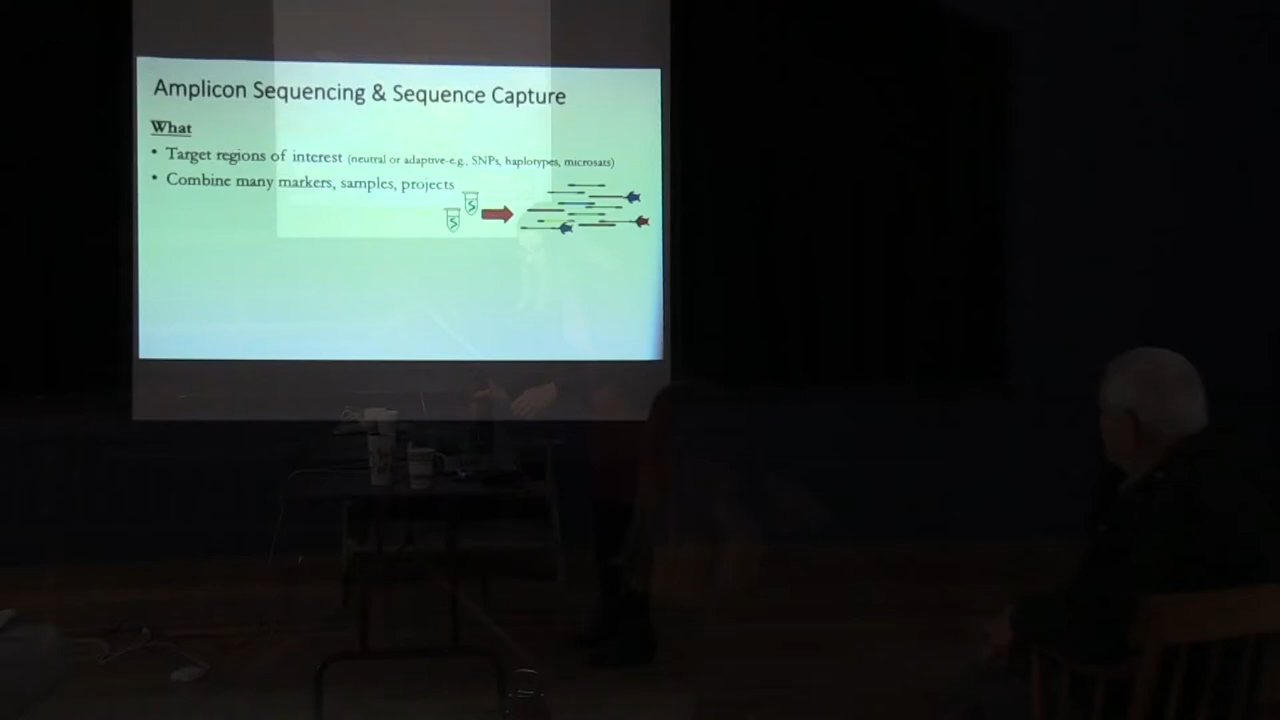 Amplicon Sequencing & Sequence Capture
What
• Target regions of interest (neutral or adaptive-e.g., SNPs, haplotypes, microsats)
• Combine many markers, samples, projects
S
S